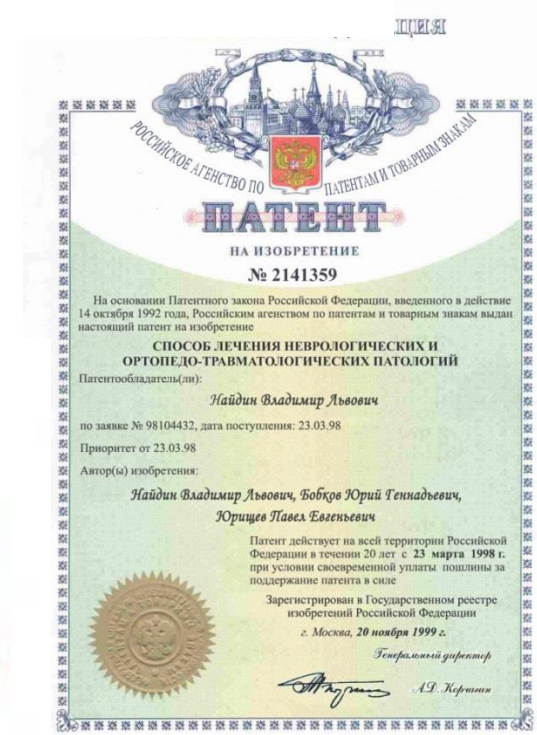 ЦИЯ
РОССИЙСКОЕ АГЕНТСТВО ПО ПАТЕНТАМ И ТОВАРНЫМ ЗНАКАМ
ПАТЕНТ
НА ИЗОБРЕТЕНИЕ
№ 2141359
На основании Патентного закона Российской Федерации, введенного в действие
14 октября 1992 года, Российским агенством по патентам и товарным знакам выдан
настоящий патент на изобретение
СПОСОБ ЛЕЧЕНИЯ НЕВРОЛОГИЧЕСКИХ И
ОРТОПЕДО-ТРАВМАТОЛОГИЧЕСКИХ ПАТОЛОГИЙ
Патентообладатель(ли):
Найдин Владимир Львович
по заявке № 98104432, дата поступления: 23.03.98
Приоритет от 23.03.98
Автор(ы) изобретения:
Найдин Владимир Львович, Бобков Юрий Геннадьевич,
Юрищев Павел Евгеньевич
Патент действует на всей территории Российской
Федерации в течении 20 лет с 23 марта 1998 г.
при условии своевременной уплаты пошлины за
поддержание патента в силе
Зарегистрирован в Государственном реестре
изобретений Российской Федерации
г. Москва, 20 ноября 1999 г.
Генеральный директор
А.Д. Корчагин